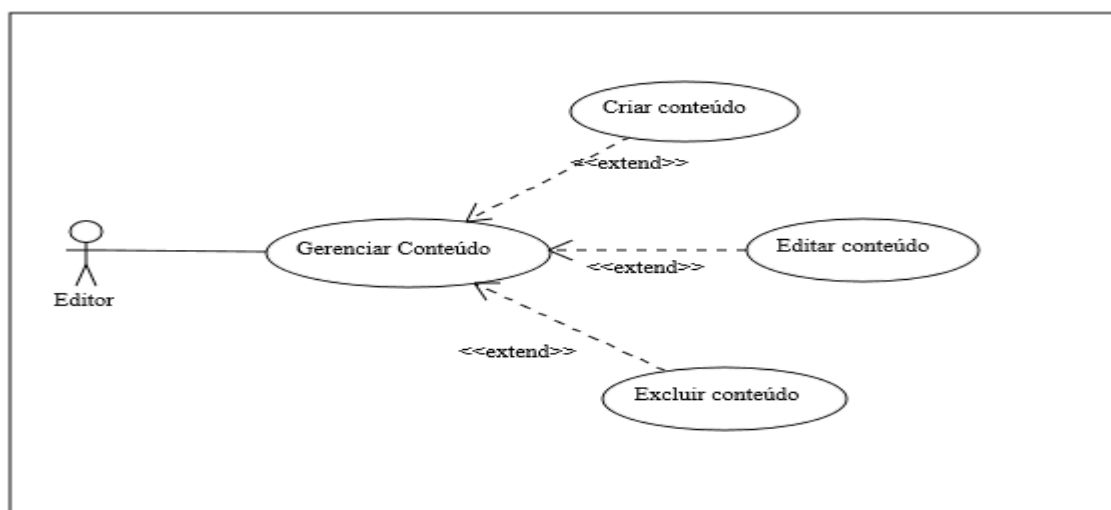 Criar conteúdo
<<extend>>
Gerenciar Conteúdo
Editar conteúdo
<<extend>>
Editor
<<extend>>
Excluir conteúdo